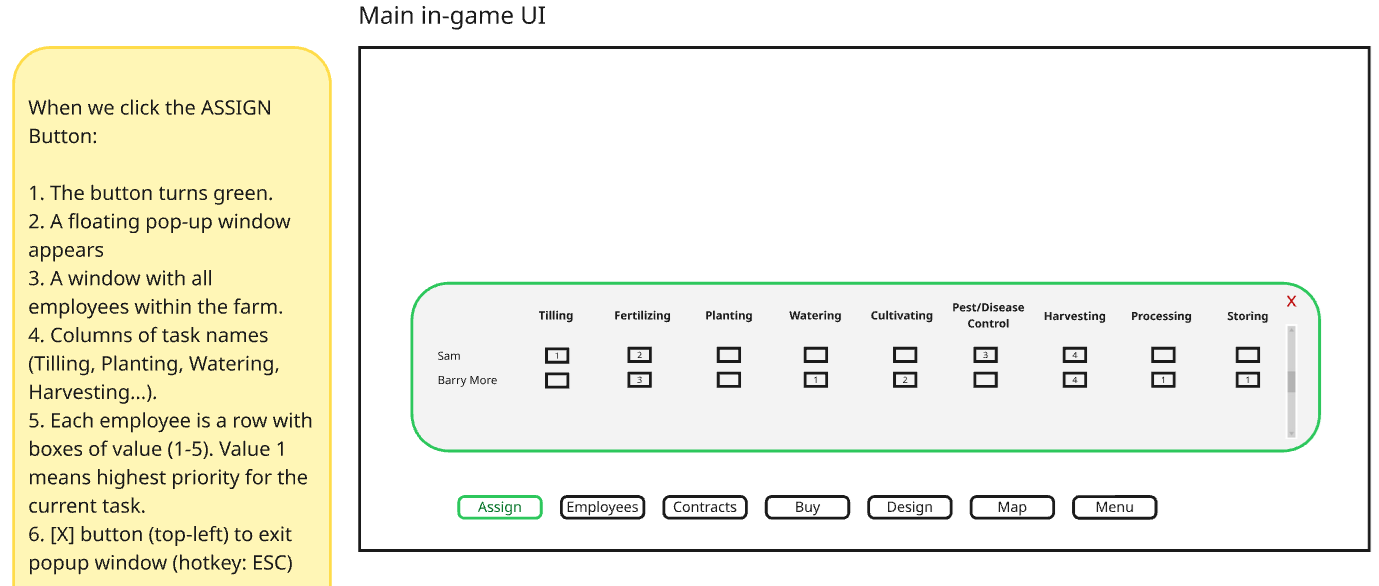 Main in-game UI
When we click the ASSIGN
Button:
1. The button turns green.
2. A floating pop-up window
appears
3. A window with all
employees within the farm.
4. Columns of task names
(Tilling, Planting, Watering,
Harvesting...).
5. Each employee is a row with
boxes of value (1-5). Value 1
means highest priority for the
current task.
6. [X] button (top-left) to exit
popup window (hotkey: ESC)
X
Tilling Fertilizing Planting Watering Cultivating Pest/Disease Harvesting Processing Storing
Control
Sam 1 2 3 4
Barry More 3 1 2 4 1 1
Assign Employees Contracts Buy Design Map Menu